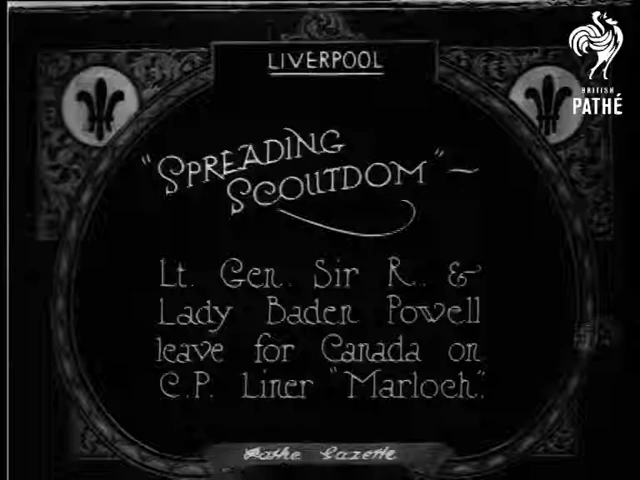 LIVERPOOL
BRITISH
PATHÉ
"SPREADING
SCOUTDOM"~
Lt. Gen. Sir R. &
Lady Baden Powell
leave for Canada on
C.P. Liner "Marloch".
Pathe Gazette